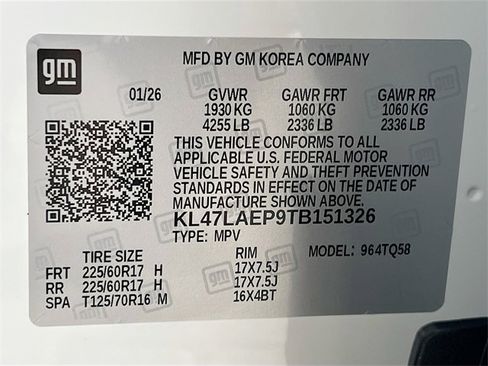 gm
MFD BY GM KOREA COMPANY
01/26 GVWR GAWR FRT GAWR RR
1930 KG 1060 KG 1060 KG
4255 LB 2336 LB 2336 LB
THIS VEHICLE CONFORMS TO ALL
APPLICABLE U.S. FEDERAL MOTOR
VEHICLE SAFETY AND THEFT PREVENTION
STANDARDS IN EFFECT ON THE DATE OF
MANUFACTURE SHOWN ABOVE.
KL47LAEP9TB151326
TYPE: MPV MODEL: 964TQ58
TIRE SIZE RIM
FRT 225/60R17 H 17X7.5J
RR 225/60R17 H 17X7.5J
SPA T125/70R16 M 16X4BT